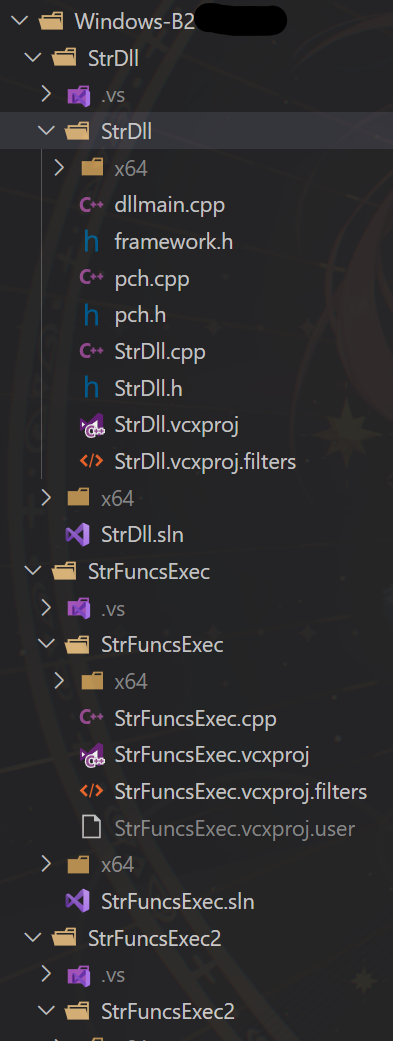 Windows-B2
StrDll
.vs
StrDll
x64
C++ dllmain.cpp
h framework.h
C++ pch.cpp
h pch.h
C++ StrDll.cpp
h StrDll.h
StrDll.vcxproj
</> StrDll.vcxproj.filters
x64
StrDll.sln
StrFuncsExec
.vs
StrFuncsExec
x64
C++ StrFuncsExec.cpp
StrFuncsExec.vcxproj
</> StrFuncsExec.vcxproj.filters
StrFuncsExec.vcxproj.user
x64
StrFuncsExec.sln
StrFuncsExec2
.vs
StrFuncsExec2